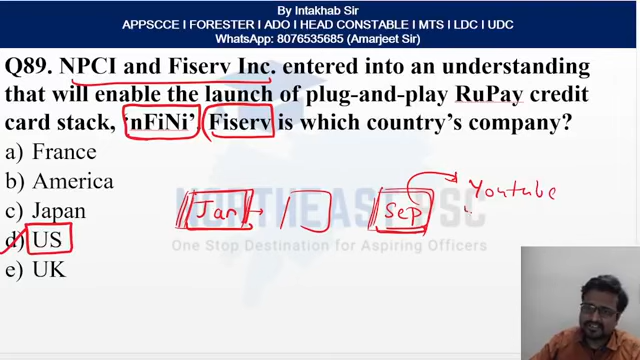 By Intakhab Sir
APPSCCE I FORESTER I ADO I HEAD CONSTABLE I MTS I LDC I UDC
WhatsApp: 8076535685 (Amarjeet Sir)
Q89. NPCI and Fiserv Inc. entered into an understanding
that will enable the launch of plug-and-play RuPay credit
card stack, ‘nFiNi’ Fiserv is which country's company?
a) France
b) America
c) Japan
d) US
e) UK
Jan
Sep
Youtube
One Stop Destination for Aspiring Officers